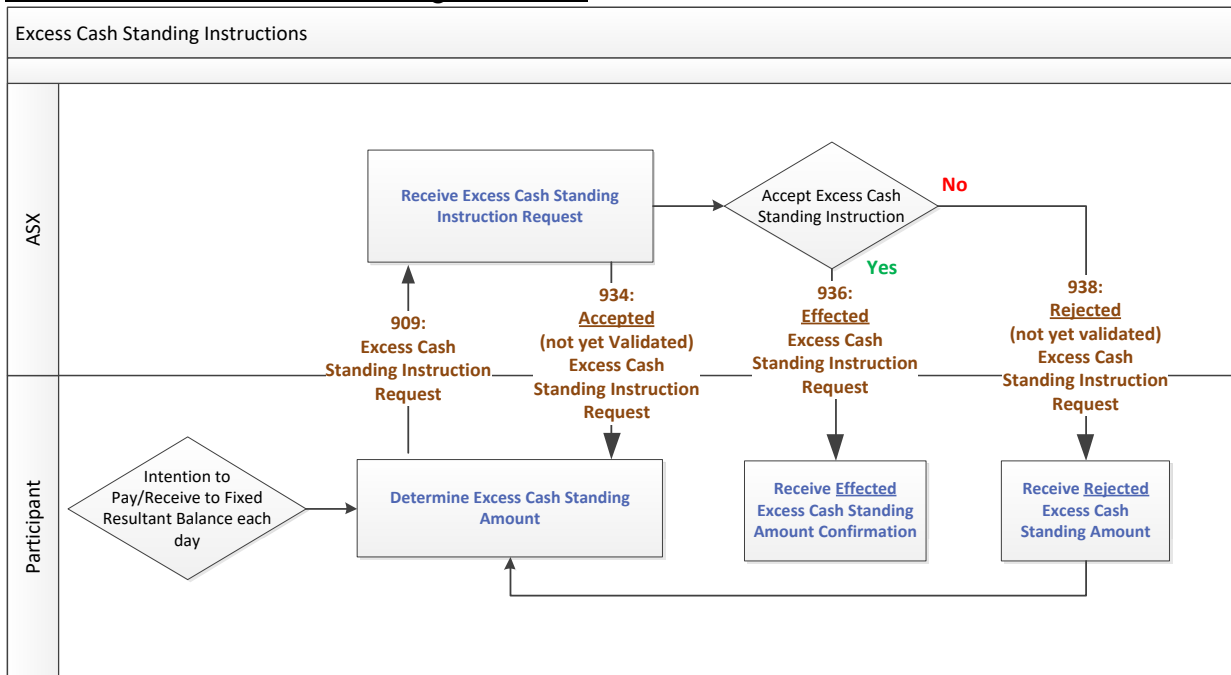 Excess Cash Standing Instructions
ASX
Receive Excess Cash Standing
Instruction Request
Accept Excess Cash
Standing Instruction
No
Yes
909:
Excess Cash
Standing Instruction
Request
934:
Accepted
(not yet Validated)
Excess Cash
Standing Instruction
Request
936:
Effected
Excess Cash
Standing Instruction
Request
938:
Rejected
(not yet validated)
Excess Cash
Standing Instruction
Request
Participant
Intention to
Pay/Receive to Fixed
Resultant Balance each
day
Determine Excess Cash Standing
Amount
Receive Effected
Excess Cash Standing
Amount Confirmation
Receive Rejected
Excess Cash
Standing Amount